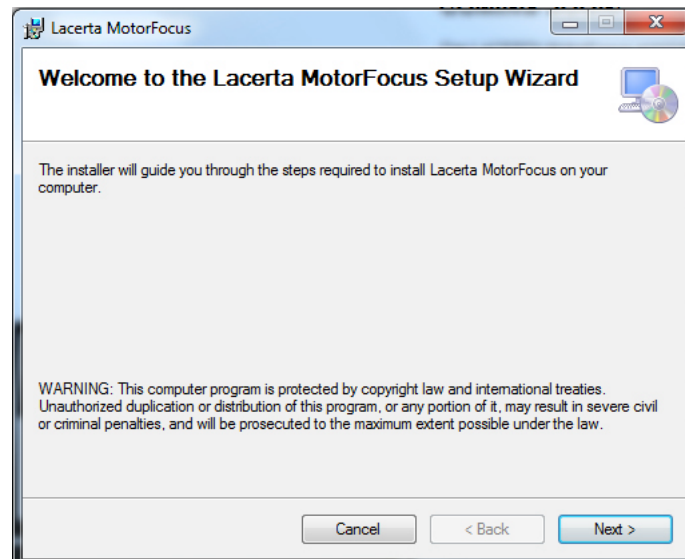 Lacerta MotorFocus
Welcome to the Lacerta MotorFocus Setup Wizard
The installer will guide you through the steps required to install Lacerta MotorFocus on your
computer.
WARNING: This computer program is protected by copyright law and international treaties.
Unauthorized duplication or distribution of this program, or any portion of it, may result in severe civil
or criminal penalties, and will be prosecuted to the maximum extent possible under the law.
Cancel
< Back
Next >